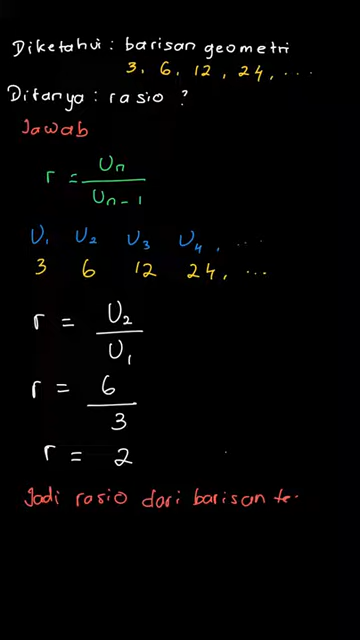 Diketahui : barisan geometri
3, 6, 12, 24, ...
Ditanya : rasio ?
Jawab
r = Un / Un-1
U1 U2 U3 U4, ...
3 6 12 24, ...
r = U2 / U1
r = 6 / 3
r = 2
Jadi rasio dari barisan te